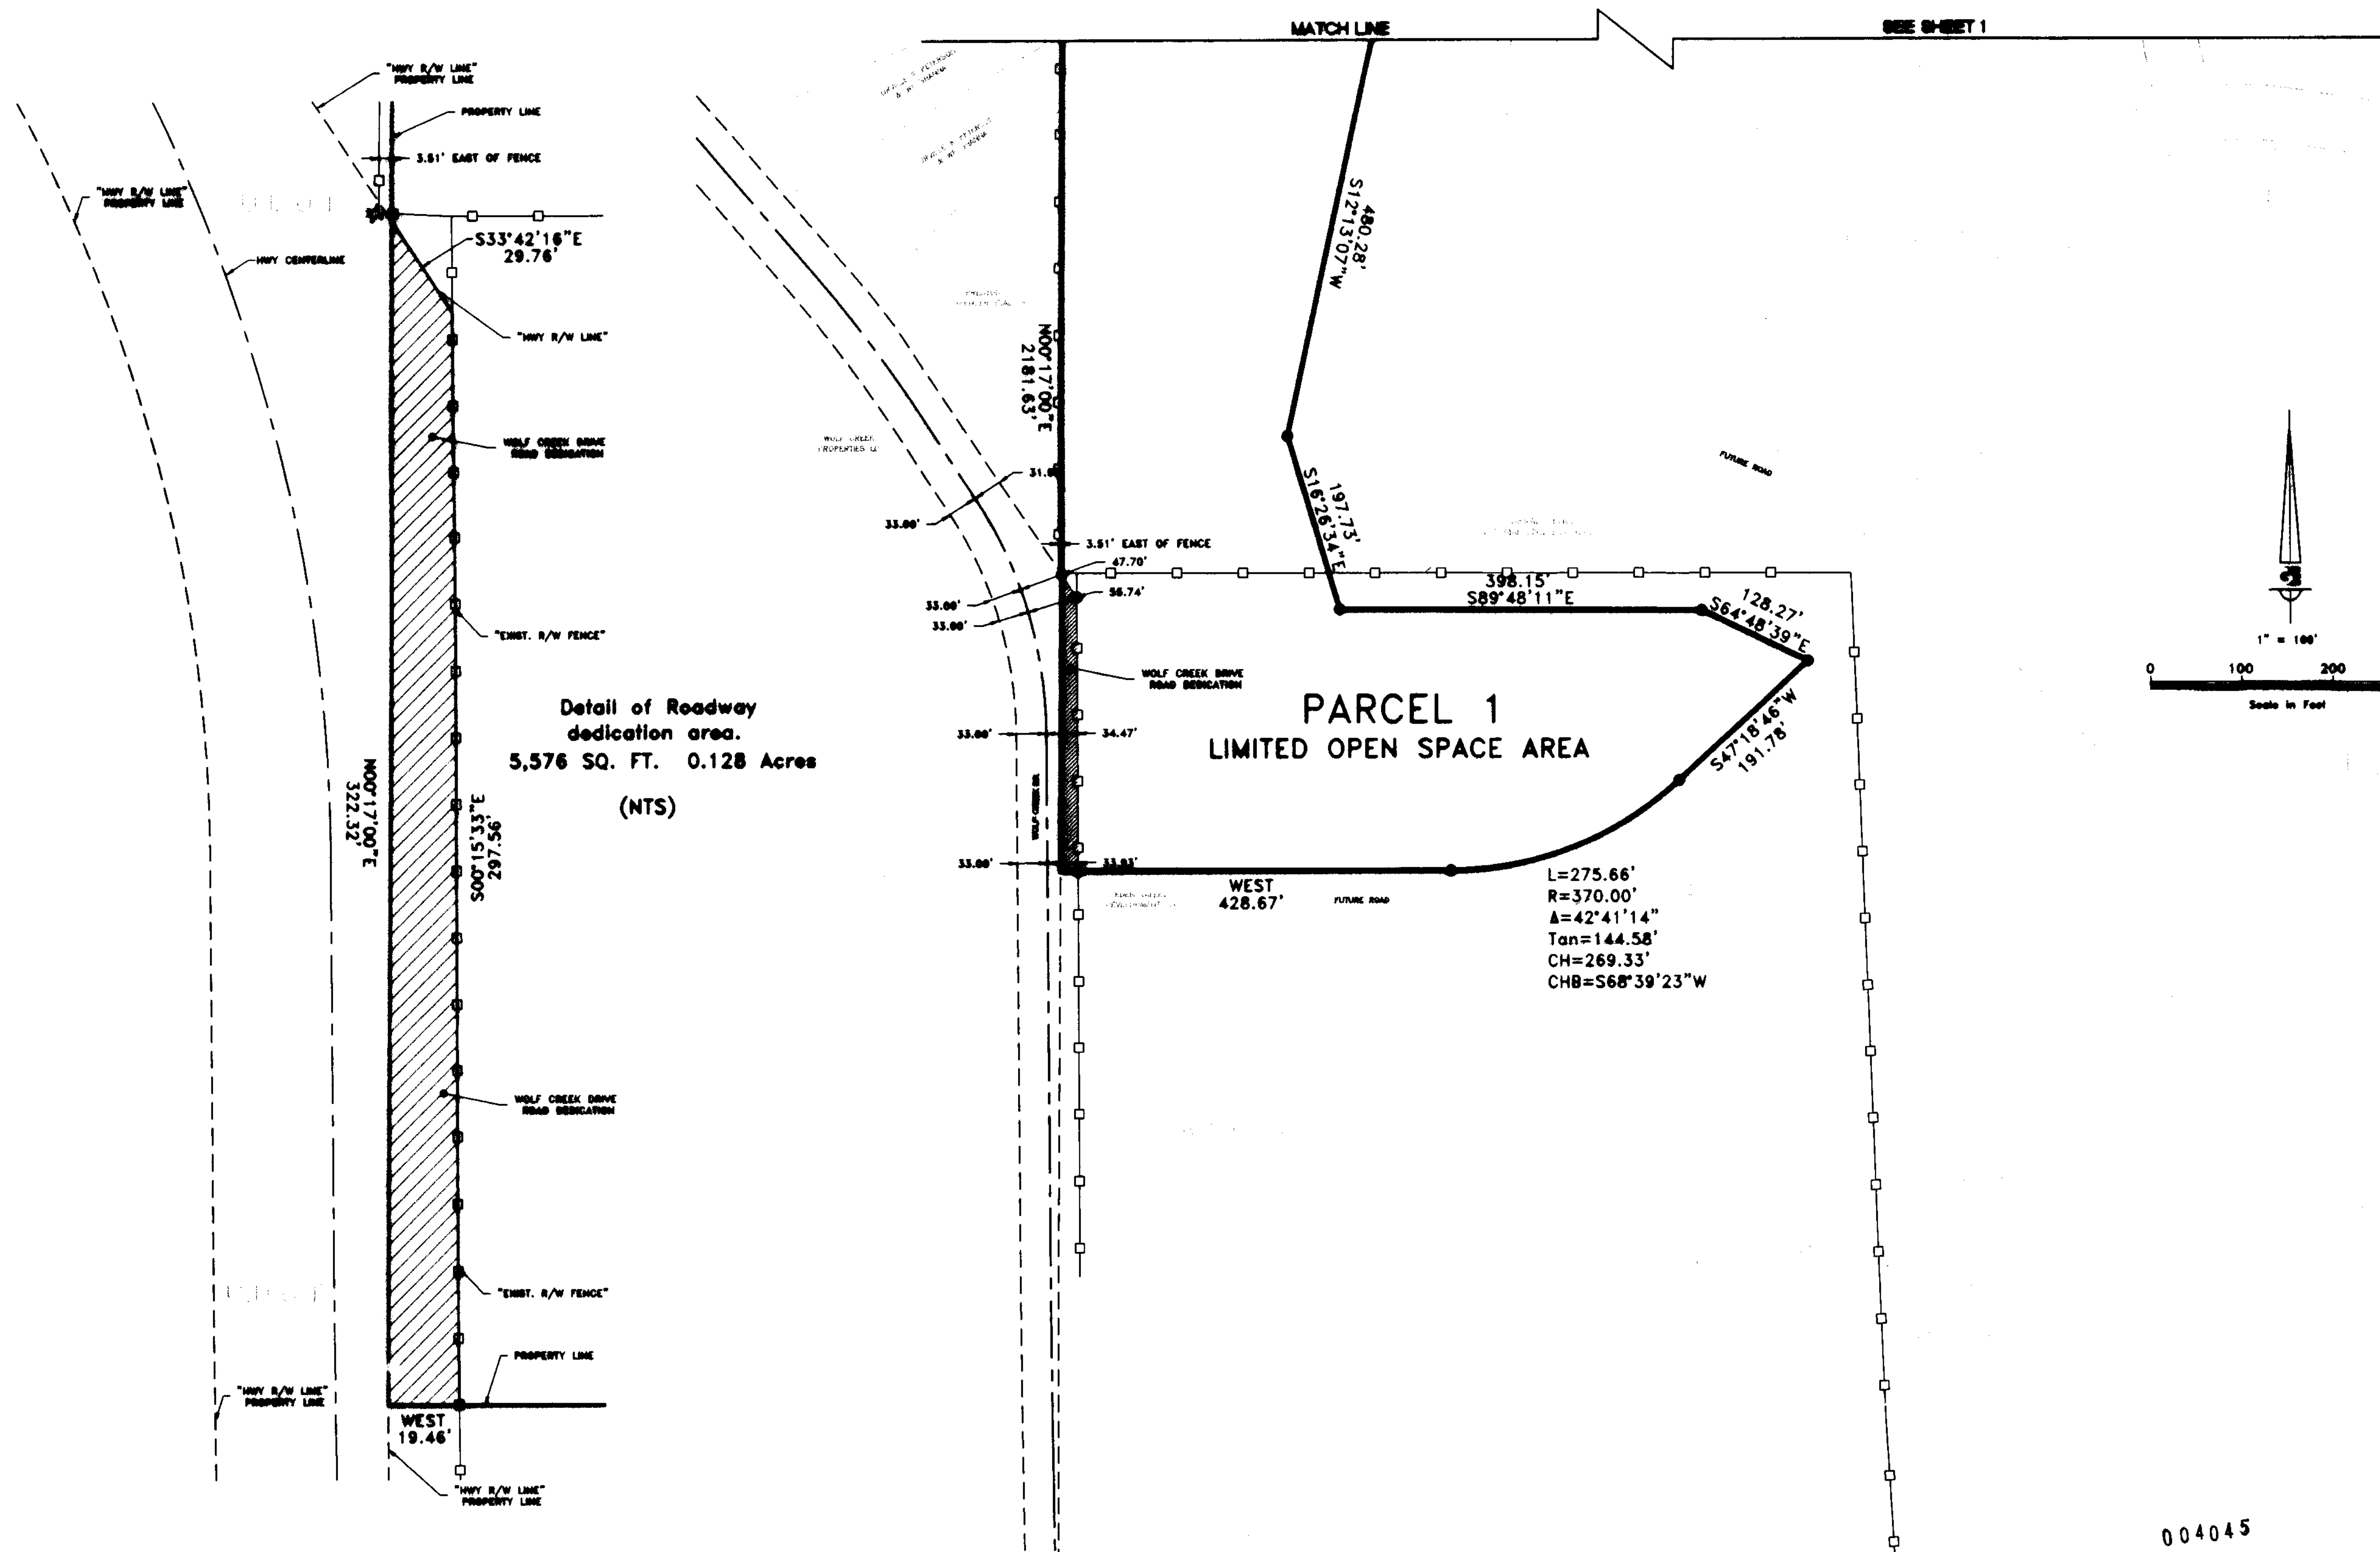 MATCH LINE
SEE SHEET 1
"HWY R/W LINE"
PROPERTY LINE
PROPERTY LINE
3.51' EAST OF FENCE
"HWY R/W LINE"
PROPERTY LINE
S33°42'16"E
29.76'
HWY CENTERLINE
"HWY R/W LINE"
WOLF CREEK DRIVE
ROAD DEDICATION
"EXIST. R/W FENCE"
Detail of Roadway
dedication area.
5,576 SQ. FT. 0.128 Acres
(NTS)
N00°17'00"E
322.32'
S00°15'33"E
297.56'
WOLF CREEK DRIVE
ROAD DEDICATION
"EXIST. R/W FENCE"
PROPERTY LINE
"HWY R/W LINE"
PROPERTY LINE
WEST
19.46'
"HWY R/W LINE"
PROPERTY LINE
480.28'
S12°13'07"W
N00°17'00"E
2181.63'
WOLF CREEK
PROPERTIES LC
FUTURE ROAD
33.00'
197.73'
S16°26'34"E
3.51' EAST OF FENCE
47.70'
56.74'
33.00'
33.00'
398.15'
S89°48'11"E
128.27'
S64°48'39"E
1" = 100'
0 100 200
Scale in Feet
WOLF CREEK DRIVE
ROAD DEDICATION
PARCEL 1
LIMITED OPEN SPACE AREA
S47°18'46"W
191.78'
33.00'
34.47'
WOLF CREEK DR.
33.00'
33.93'
WEST
428.67'
FUTURE ROAD
L=275.66'
R=370.00'
Δ=42°41'14"
Tan=144.58'
CH=269.33'
CHB=S68°39'23"W
004045